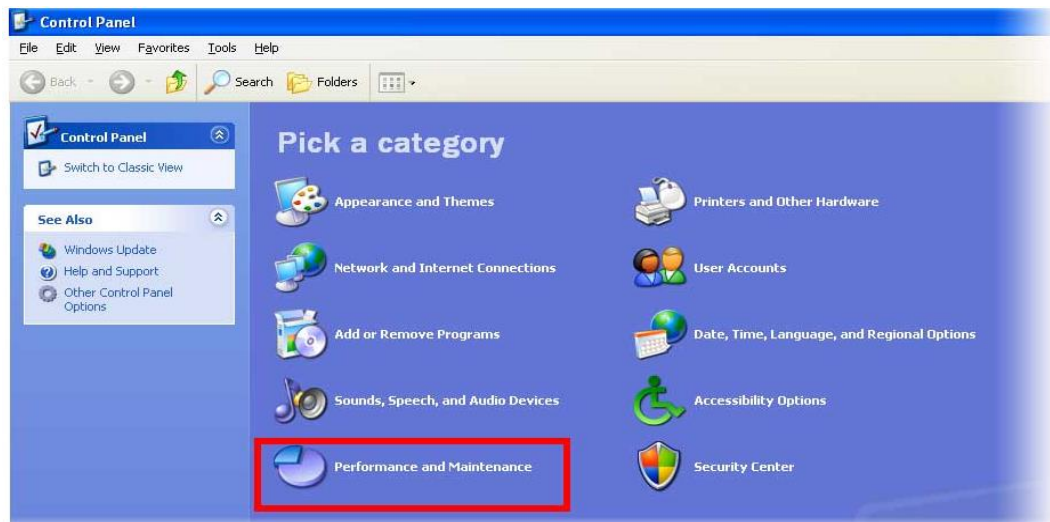 Control Panel
File Edit View Favorites Tools Help
Back Search Folders
Control Panel
Switch to Classic View
See Also
Windows Update
Help and Support
Other Control Panel
Options
Pick a category
Appearance and Themes
Printers and Other Hardware
Network and Internet Connections
User Accounts
Add or Remove Programs
Date, Time, Language, and Regional Options
Sounds, Speech, and Audio Devices
Accessibility Options
Performance and Maintenance
Security Center